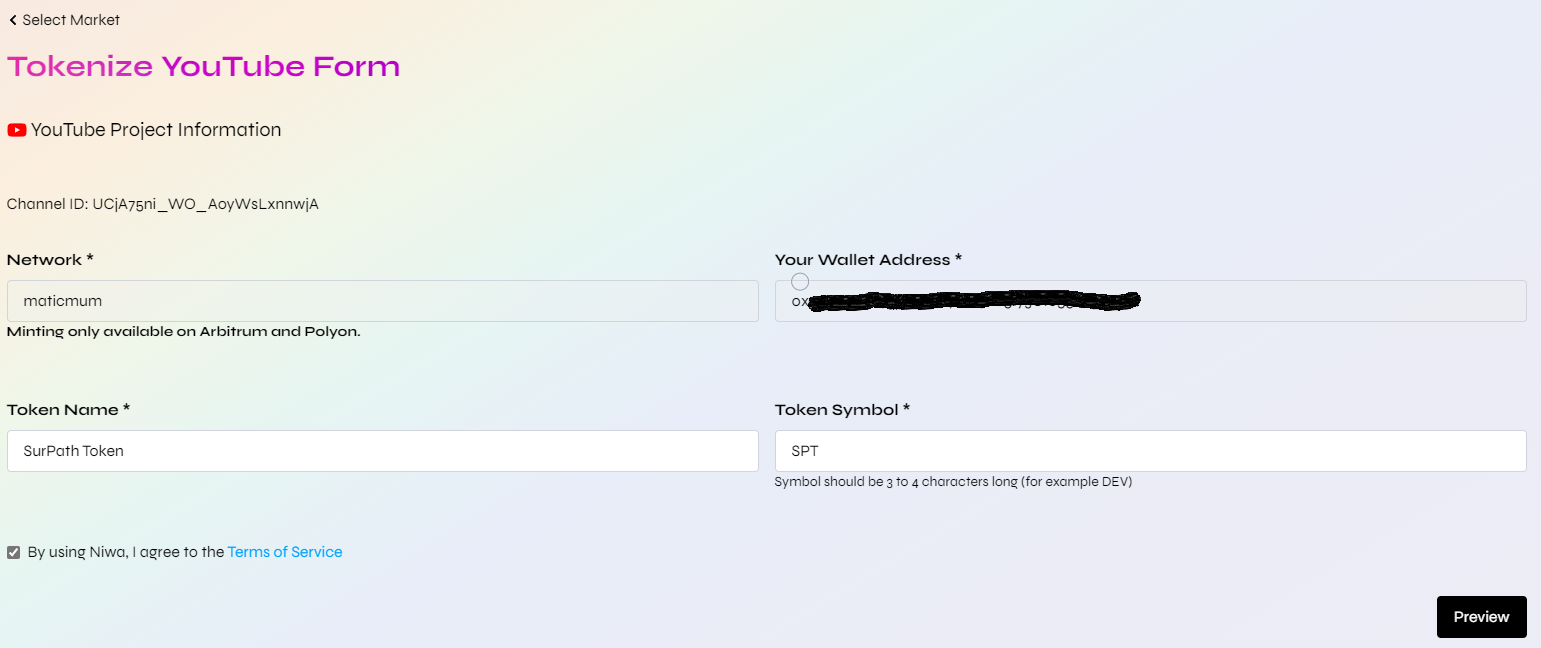 Select Market
Tokenize YouTube Form
YouTube Project Information
Channel ID: UCjA75ni_WO_AoyWsLxnnwjA
Network * Your Wallet Address *
maticmum 0x
Minting only available on Arbitrum and Polyon.
Token Name * Token Symbol *
SurPath Token SPT
Symbol should be 3 to 4 characters long (for example DEV)
By using Niwa, I agree to the Terms of Service
Preview